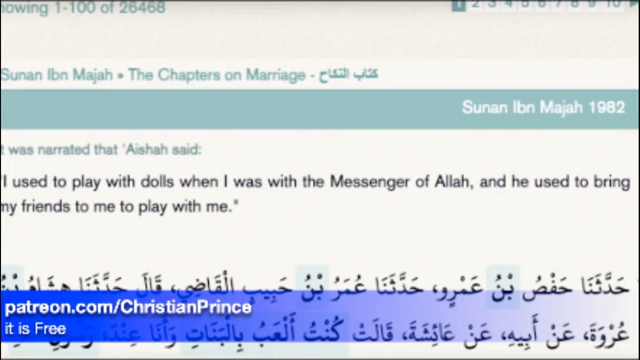 owing 1-100 of 26468
1 2 3 4 5 6 7 8 9 10
Sunan Ibn Majah » The Chapters on Marriage - كتاب النكاح
Sunan Ibn Majah 1982
t was narrated that 'Aishah said:
"I used to play with dolls when I was with the Messenger of Allah, and he used to bring
my friends to me to play with me."
حَدَّثَنَا حَفْصُ بْنُ عَمْرٍو، حَدَّثَنَا عُمَرُ بْنُ حَبِيبٍ الْقَاضِي، قَالَ حَدَّثَنَا هِشَامُ بْنُ
patreon.com/ChristianPrince
it is Free
عُرْوَةَ، عَنْ أَبِيهِ، عَنْ عَائِشَةَ، قَالَتْ كُنْتُ أَلْعَبُ بِالْبَنَاتِ وَأَنَا عِنْدَ